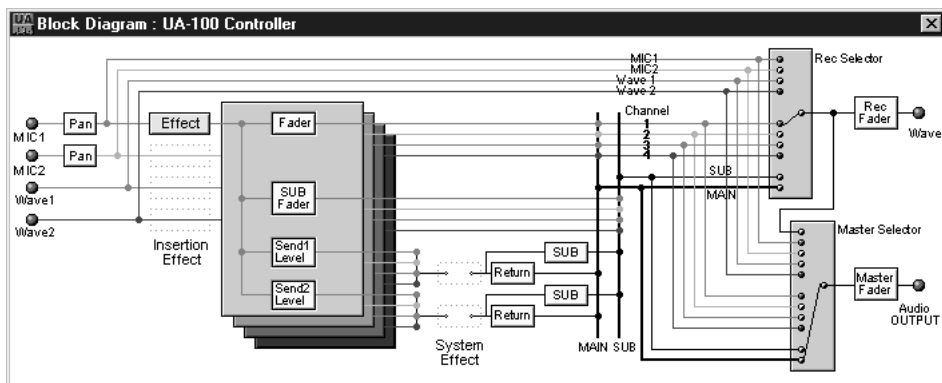 UA
Block Diagram : UA-100 Controller
MIC1
MIC2
Wave 1
Wave 2
Rec Selector
Channel
1
2
3
4
SUB
MAIN
Rec
Fader
Wave
Pan
MIC1
Pan
MIC2
Wave1
Wave2
Effect
Insertion
Effect
Fader
SUB
Fader
Send1
Level
Send2
Level
SUB
Return
SUB
Return
System
Effect
MAIN SUB
Master Selector
Master
Fader
Audio
OUTPUT